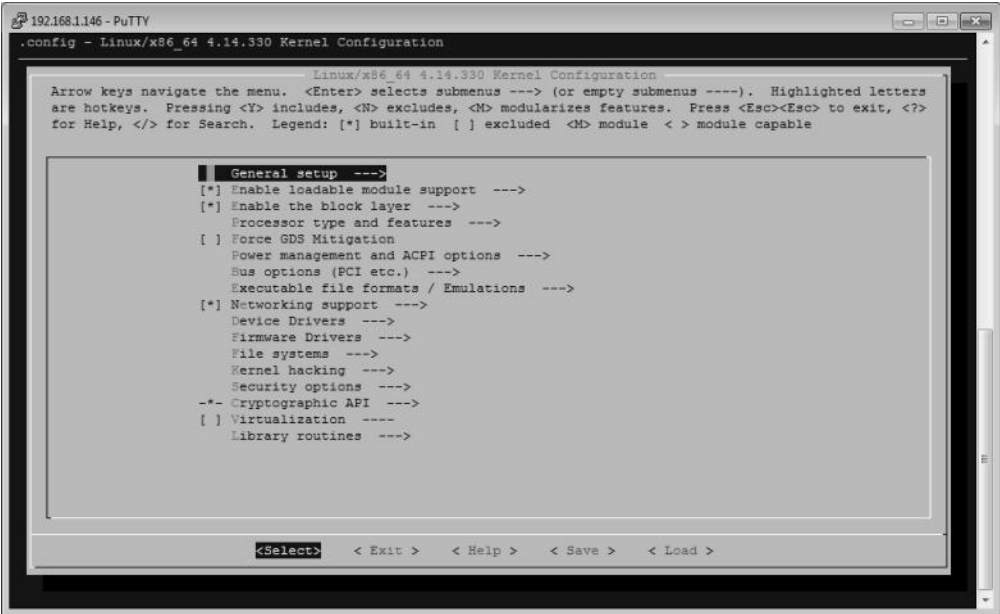 192.168.1.146 - PuTTY
.config - Linux/x86_64 4.14.330 Kernel Configuration
Linux/x86_64 4.14.330 Kernel Configuration
Arrow keys navigate the menu.  <Enter> selects submenus ---> (or empty submenus ----).  Highlighted letters
are hotkeys.  Pressing <Y> includes, <N> excludes, <M> modularizes features.  Press <Esc><Esc> to exit, <?>
for Help, </> for Search.  Legend: [*] built-in  [ ] excluded  <M> module  < > module capable
General setup  --->
[*] Enable loadable module support  --->
[*] Enable the block layer  --->
Processor type and features  --->
[ ] Force GDS Mitigation
Power management and ACPI options  --->
Bus options (PCI etc.)  --->
Executable file formats / Emulations  --->
[*] Networking support  --->
Device Drivers  --->
Firmware Drivers  --->
File systems  --->
Kernel hacking  --->
Security options  --->
-*- Cryptographic API  --->
[ ] Virtualization  ----
Library routines  --->
<Select>    < Exit >    < Help >    < Save >    < Load >